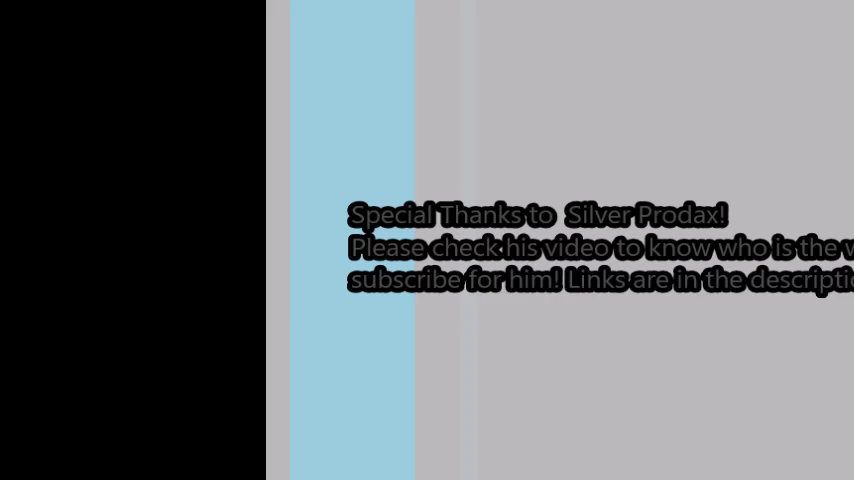 Special Thanks to  Silver Prodax!
Please check his video to know who is the
subscribe for him! Links are in the